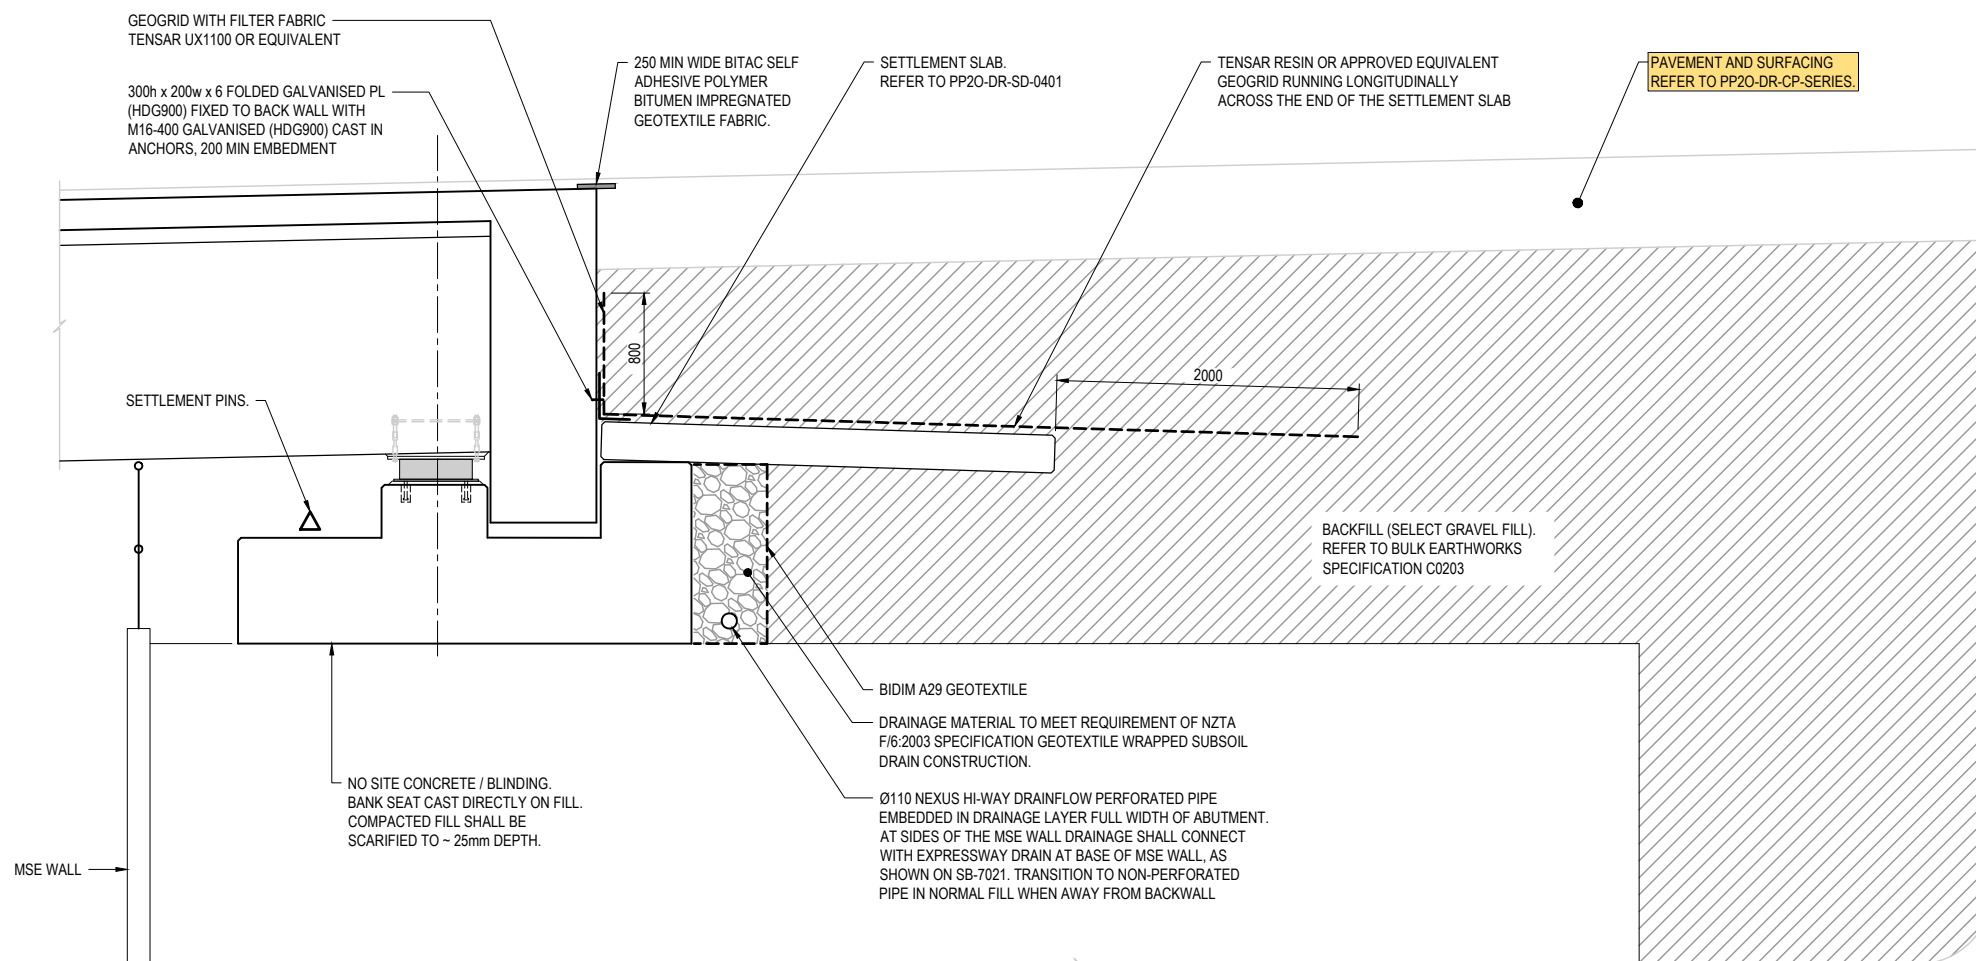 GEOGRID WITH FILTER FABRIC
TENSAR UX1100 OR EQUIVALENT
300h x 200w x 6 FOLDED GALVANISED PL
(HDG900) FIXED TO BACK WALL WITH
M16-400 GALVANISED (HDG900) CAST IN
ANCHORS, 200 MIN EMBEDMENT
250 MIN WIDE BITAC SELF
ADHESIVE POLYMER
BITUMEN IMPREGNATED
GEOTEXTILE FABRIC.
SETTLEMENT SLAB.
REFER TO PP2O-DR-SD-0401
TENSAR RESIN OR APPROVED EQUIVALENT
GEOGRID RUNNING LONGITUDINALLY
ACROSS THE END OF THE SETTLEMENT SLAB
PAVEMENT AND SURFACING
REFER TO PP2O-DR-CP-SERIES.
800
2000
SETTLEMENT PINS.
BACKFILL (SELECT GRAVEL FILL).
REFER TO BULK EARTHWORKS
SPECIFICATION C0203
BIDIM A29 GEOTEXTILE
DRAINAGE MATERIAL TO MEET REQUIREMENT OF NZTA
F/6:2003 SPECIFICATION GEOTEXTILE WRAPPED SUBSOIL
DRAIN CONSTRUCTION.
NO SITE CONCRETE / BLINDING.
BANK SEAT CAST DIRECTLY ON FILL.
COMPACTED FILL SHALL BE
SCARIFIED TO ~ 25mm DEPTH.
Ø110 NEXUS HI-WAY DRAINFLOW PERFORATED PIPE
EMBEDDED IN DRAINAGE LAYER FULL WIDTH OF ABUTMENT.
AT SIDES OF THE MSE WALL DRAINAGE SHALL CONNECT
WITH EXPRESSWAY DRAIN AT BASE OF MSE WALL, AS
SHOWN ON SB-7021. TRANSITION TO NON-PERFORATED
PIPE IN NORMAL FILL WHEN AWAY FROM BACKWALL
MSE WALL